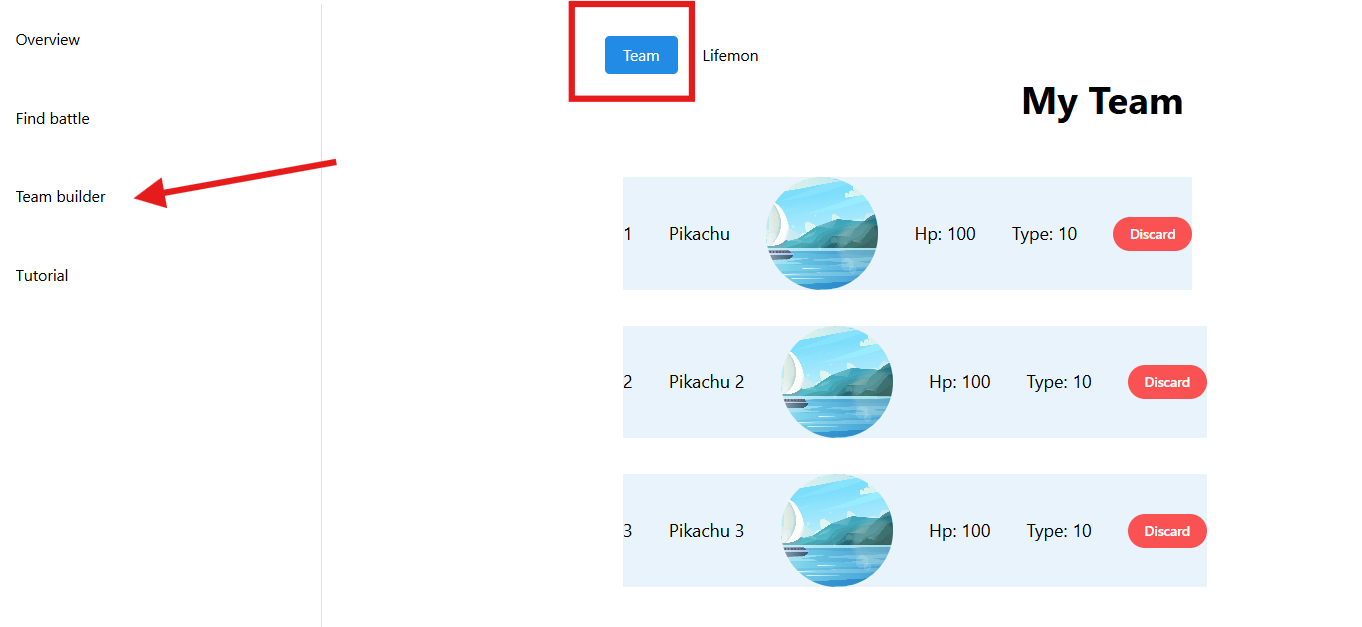 Overview
Find battle
Team builder
Tutorial
Team Lifemon
My Team
1 Pikachu Hp: 100 Type: 10 Discard
2 Pikachu 2 Hp: 100 Type: 10 Discard
3 Pikachu 3 Hp: 100 Type: 10 Discard